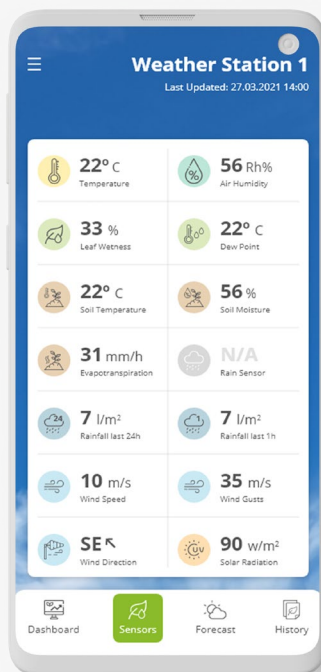 Weather Station 1
Last Updated: 27.03.2021 14:00
22° C
Temperature
56 Rh%
Air Humidity
33 %
Leaf Wetness
22° C
Dew Point
22° C
Soil Temperature
56 %
Soil Moisture
31 mm/h
Evapotranspiration
N/A
Rain Sensor
24
7 l/m²
Rainfall last 24h
1
7 l/m²
Rainfall last 1h
10 m/s
Wind Speed
35 m/s
Wind Gusts
SE
Wind Direction
UV
90 w/m²
Solar Radiation
Dashboard
Sensors
Forecast
History